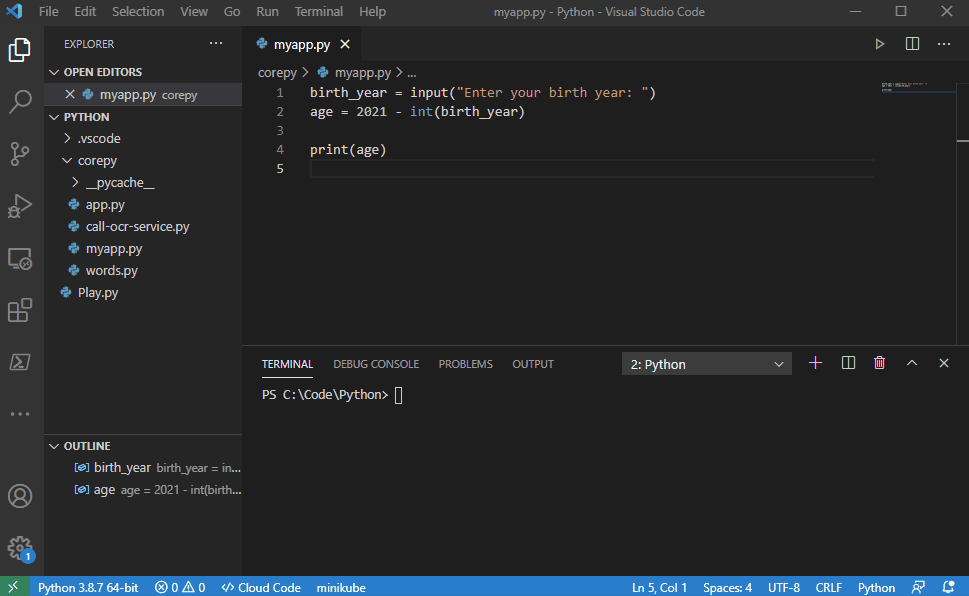 File Edit Selection View Go Run Terminal Help myapp.py - Python - Visual Studio Code
EXPLORER
OPEN EDITORS
myapp.py corepy
PYTHON
.vscode
corepy
__pycache__
app.py
call-ocr-service.py
myapp.py
words.py
Play.py
OUTLINE
birth_year birth_year = in...
age age = 2021 - int(birth...
myapp.py
corepy > myapp.py > ...
1 birth_year = input("Enter your birth year: ")
2 age = 2021 - int(birth_year)
3
4 print(age)
5
TERMINAL DEBUG CONSOLE PROBLEMS OUTPUT 2: Python
PS C:\Code\Python>
1
Python 3.8.7 64-bit 0 0 Cloud Code minikube Ln 5, Col 1 Spaces: 4 UTF-8 CRLF Python